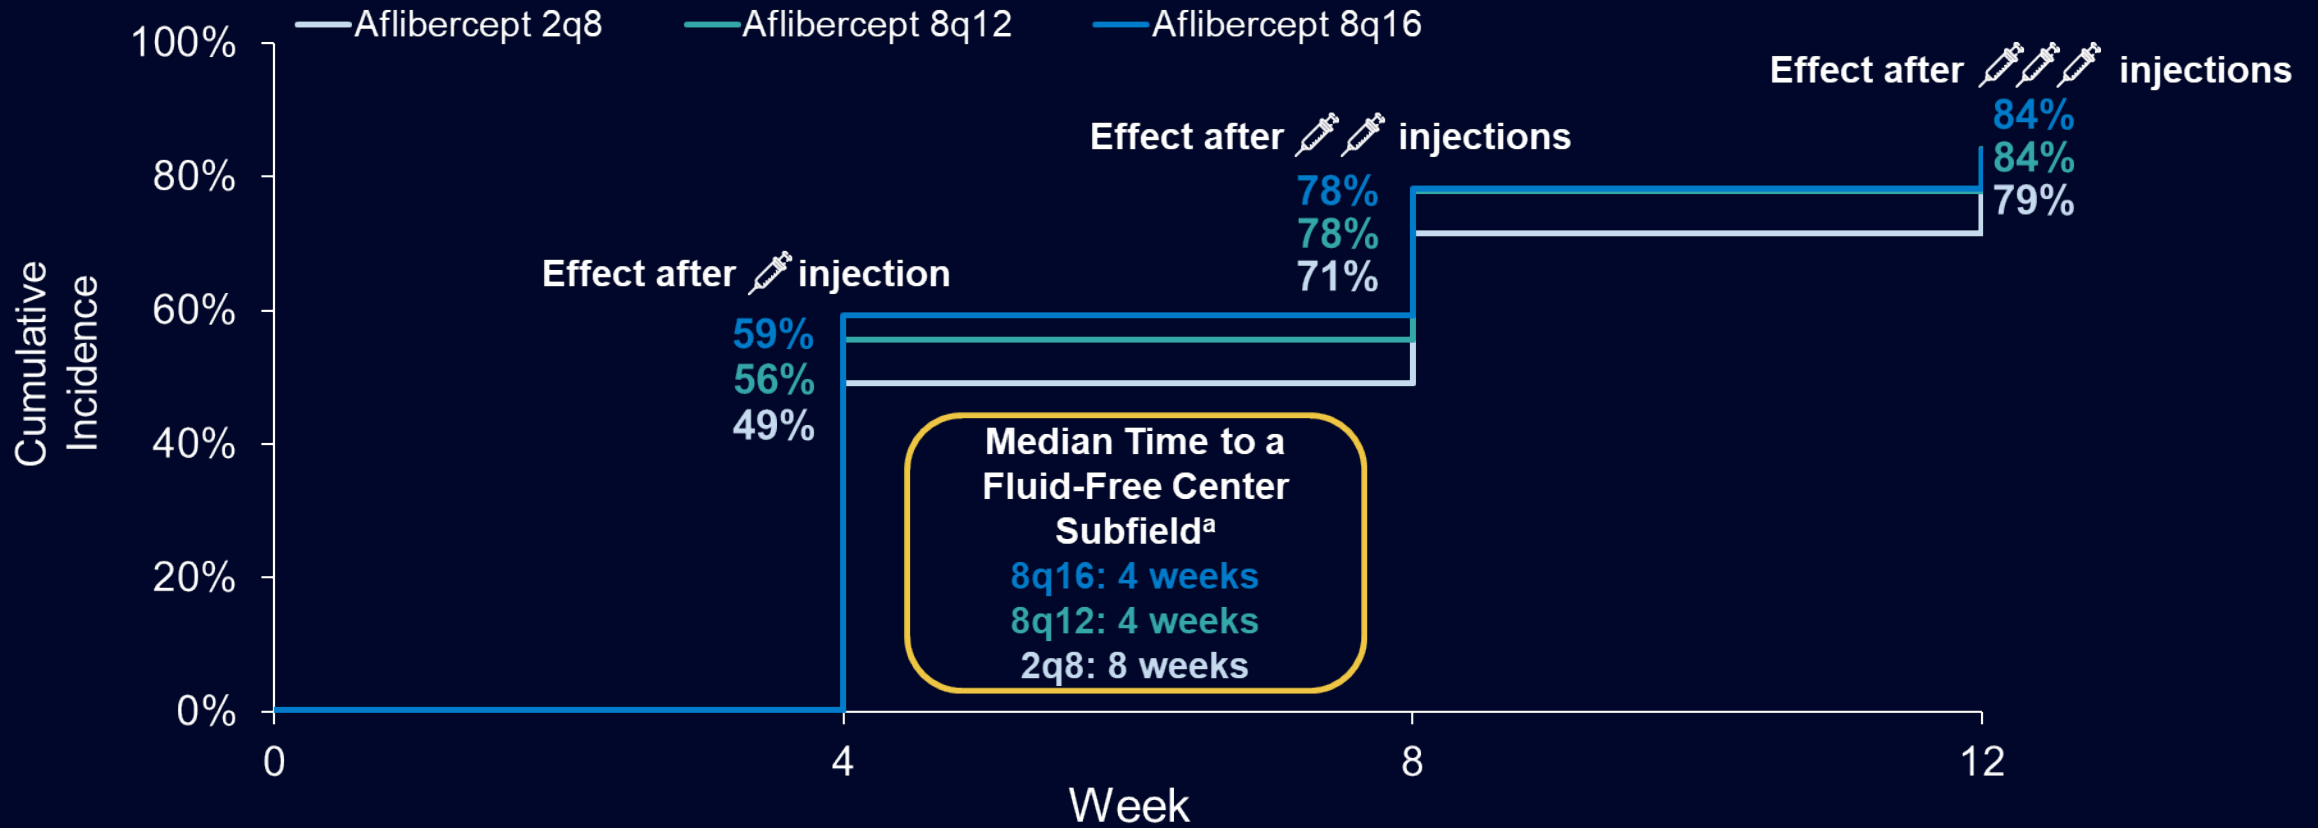 Aflibercept 2q8 Aflibercept 8q12 Aflibercept 8q16
100%
80%
60%
40%
20%
0%
Cumulative
Incidence
Effect after injection
59%
56%
49%
Effect after injections
78%
78%
71%
Effect after injections
84%
84%
79%
Median Time to a
Fluid-Free Center
Subfieldᵃ
8q16: 4 weeks
8q12: 4 weeks
2q8: 8 weeks
0 4 8 12
Week